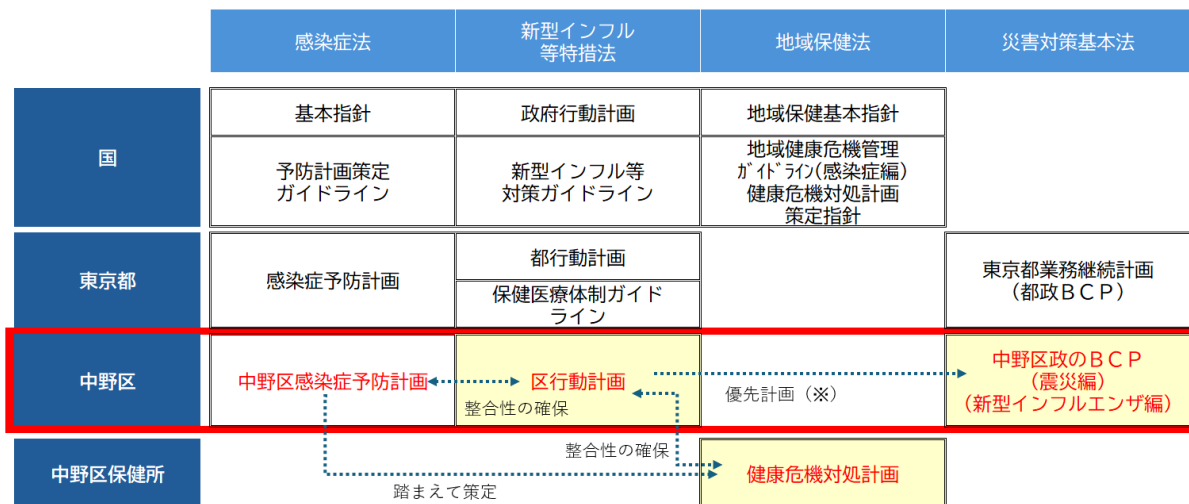 感染症法
新型インフル
等特措法
地域保健法
災害対策基本法
国
基本指針
政府行動計画
地域保健基本指針
予防計画策定
ガイドライン
新型インフル等
対策ガイドライン
地域健康危機管理
ｶﾞｲﾄﾞﾗｲﾝ(感染症編)
健康危機対処計画
策定指針
東京都
感染症予防計画
都行動計画
保健医療体制ガイド
ライン
東京都業務継続計画
（都政ＢＣＰ）
中野区
中野区感染症予防計画
区行動計画
整合性の確保
優先計画（※）
中野区政のＢＣＰ
（震災編）
（新型インフルエンザ編）
整合性の確保
中野区保健所
健康危機対処計画
踏まえて策定